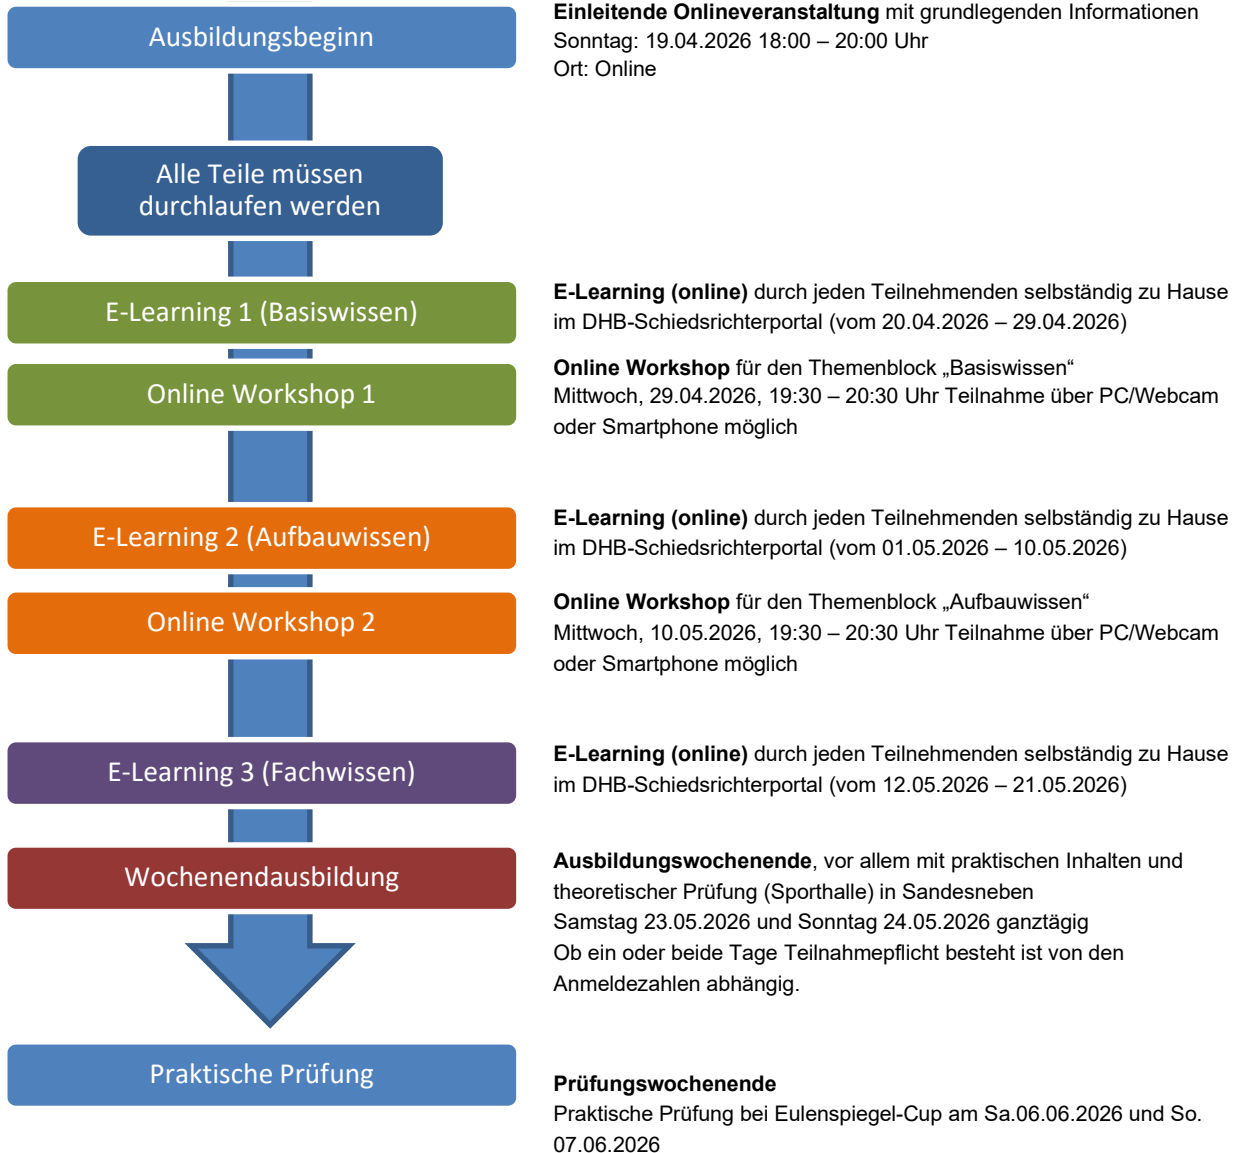 Ausbildungsbeginn
Einleitende Onlineveranstaltung mit grundlegenden Informationen
Sonntag: 19.04.2026 18:00 – 20:00 Uhr
Ort: Online
Alle Teile müssen
durchlaufen werden
E-Learning 1 (Basiswissen)
E-Learning (online) durch jeden Teilnehmenden selbständig zu Hause
im DHB-Schiedsrichterportal (vom 20.04.2026 – 29.04.2026)
Online Workshop 1
Online Workshop für den Themenblock „Basiswissen“
Mittwoch, 29.04.2026, 19:30 – 20:30 Uhr Teilnahme über PC/Webcam
oder Smartphone möglich
E-Learning 2 (Aufbauwissen)
E-Learning (online) durch jeden Teilnehmenden selbständig zu Hause
im DHB-Schiedsrichterportal (vom 01.05.2026 – 10.05.2026)
Online Workshop 2
Online Workshop für den Themenblock „Aufbauwissen“
Mittwoch, 10.05.2026, 19:30 – 20:30 Uhr Teilnahme über PC/Webcam
oder Smartphone möglich
E-Learning 3 (Fachwissen)
E-Learning (online) durch jeden Teilnehmenden selbständig zu Hause
im DHB-Schiedsrichterportal (vom 12.05.2026 – 21.05.2026)
Wochenendausbildung
Ausbildungswochenende, vor allem mit praktischen Inhalten und
theoretischer Prüfung (Sporthalle) in Sandesneben
Samstag 23.05.2026 und Sonntag 24.05.2026 ganztägig
Ob ein oder beide Tage Teilnahmepflicht besteht ist von den
Anmeldezahlen abhängig.
Praktische Prüfung
Prüfungswochenende
Praktische Prüfung bei Eulenspiegel-Cup am Sa.06.06.2026 und So.
07.06.2026